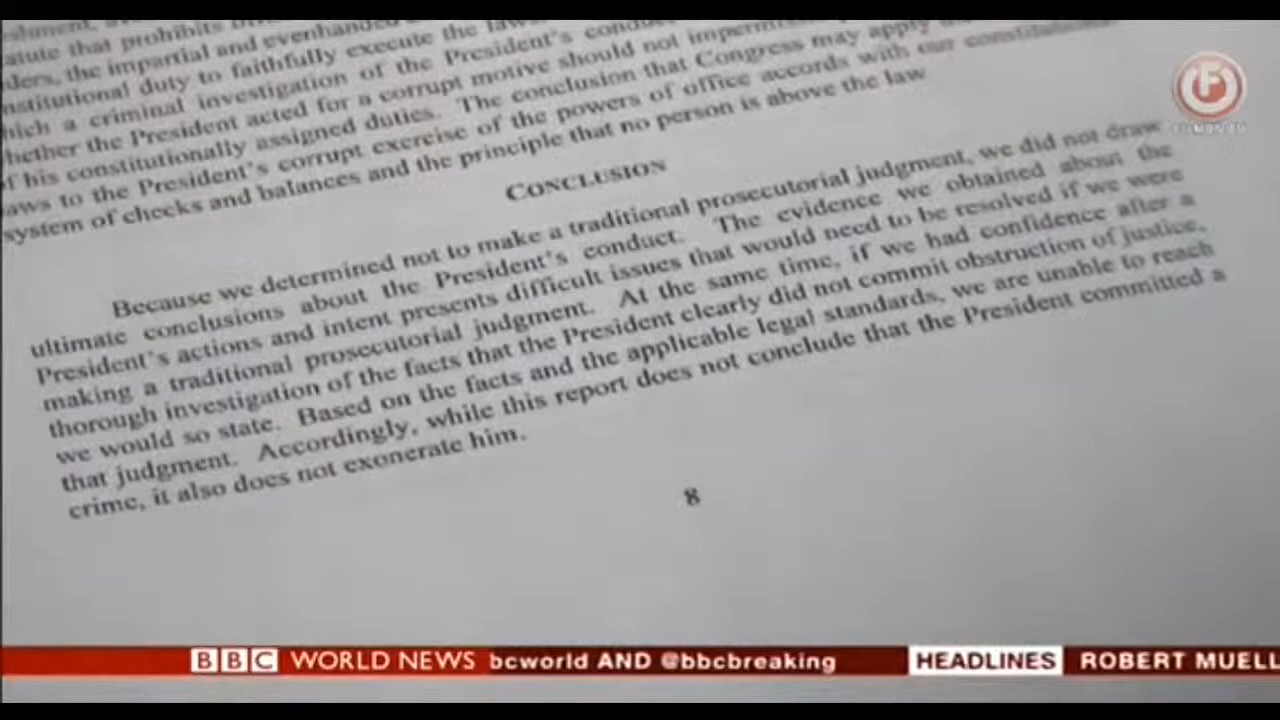 statute that prohibits
the impartial and evenhanded
constitutional duty to faithfully execute the laws
which a criminal investigation of the President's conduct
whether the President acted for a corrupt motive should not
of his constitutionally assigned duties. The conclusion that Congress may apply
laws to the President's corrupt exercise of the powers of office accords with our constitutional
system of checks and balances and the principle that no person is above the law
CONCLUSION
Because we determined not to make a traditional prosecutorial judgment, we did not draw
ultimate conclusions about the President's conduct. The evidence we obtained about the
President's actions and intent presents difficult issues that would need to be resolved if we were
making a traditional prosecutorial judgment. At the same time, if we had confidence after a
thorough investigation of the facts that the President clearly did not commit obstruction of justice,
we would so state. Based on the facts and the applicable legal standards, we are unable to reach
that judgment. Accordingly, while this report does not conclude that the President committed a
crime, it also does not exonerate him.
8
FILMON.TV
BBC WORLD NEWS bcworld AND @bbcbreaking HEADLINES ROBERT MUELL